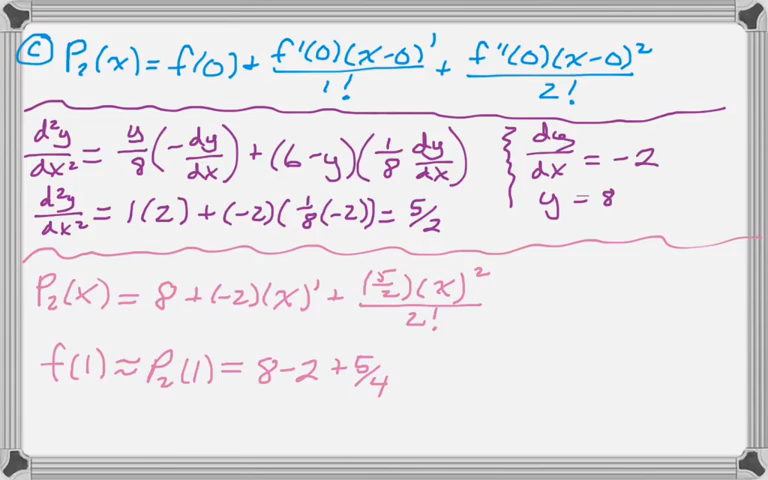 ⓒ P₂(x) = f(0) + f'(0)(x-0)¹/1! + f''(0)(x-0)²/2!
d²y/dx² = y/8 (-dy/dx) + (6-y)(1/8 dy/dx)
dy/dx = -2
d²y/dx² = 1(2) + (-2)(1/8(-2)) = 5/2
y = 8
P₂(x) = 8 + (-2)(x)¹ + (5/2)(x)²/2!
f(1) ≈ P₂(1) = 8 - 2 + 5/4